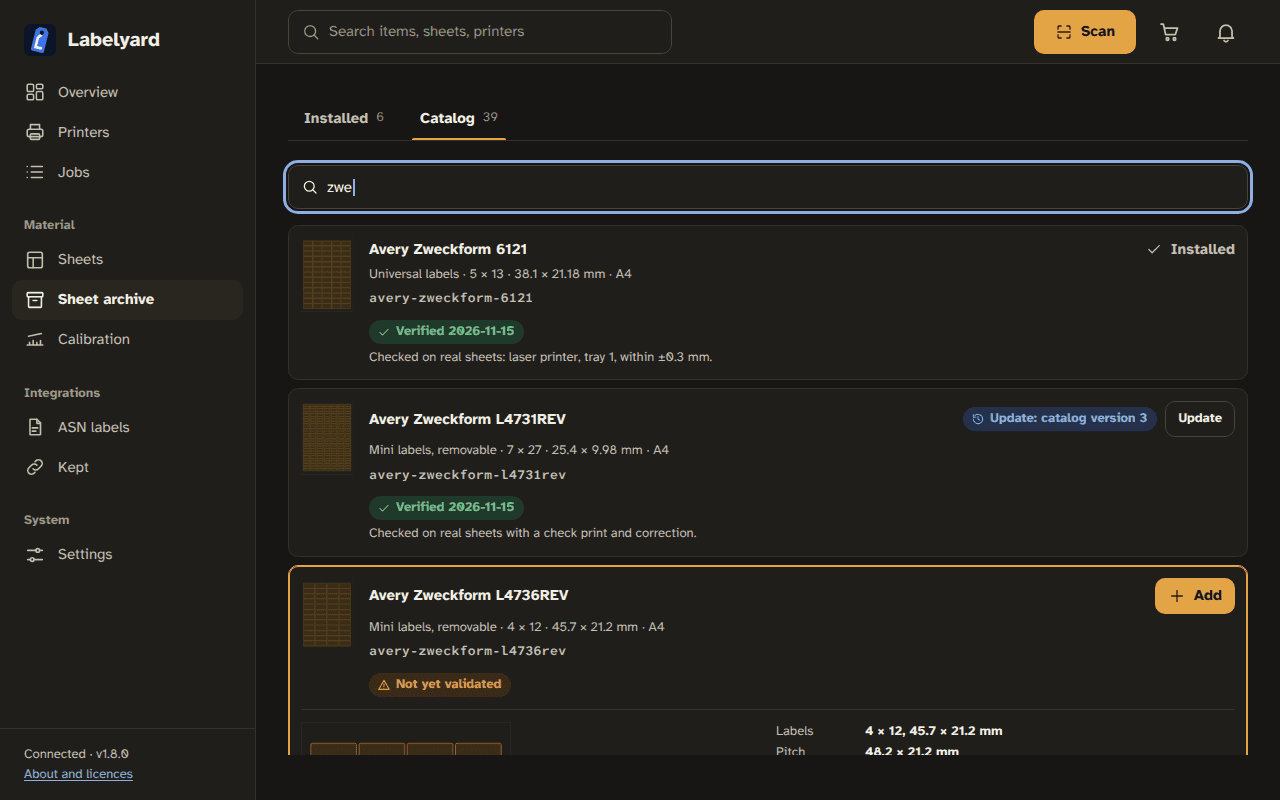 Labelyard
Search items, sheets, printers
Scan
Overview
Printers
Jobs
Material
Sheets
Sheet archive
Calibration
Integrations
ASN labels
Kept
System
Settings
Connected · v1.8.0
About and licences
Installed 6
Catalog 39
zwe
Avery Zweckform 6121
Installed
Universal labels · 5 × 13 · 38.1 × 21.18 mm · A4
avery-zweckform-6121
Verified 2026-11-15
Checked on real sheets: laser printer, tray 1, within ±0.3 mm.
Avery Zweckform L4731REV
Update: catalog version 3
Update
Mini labels, removable · 7 × 27 · 25.4 × 9.98 mm · A4
avery-zweckform-l4731rev
Verified 2026-11-15
Checked on real sheets with a check print and correction.
Avery Zweckform L4736REV
Add
Mini labels, removable · 4 × 12 · 45.7 × 21.2 mm · A4
avery-zweckform-l4736rev
Not yet validated
Labels 4 × 12, 45.7 × 21.2 mm
Pitch 48.2 × 21.2 mm